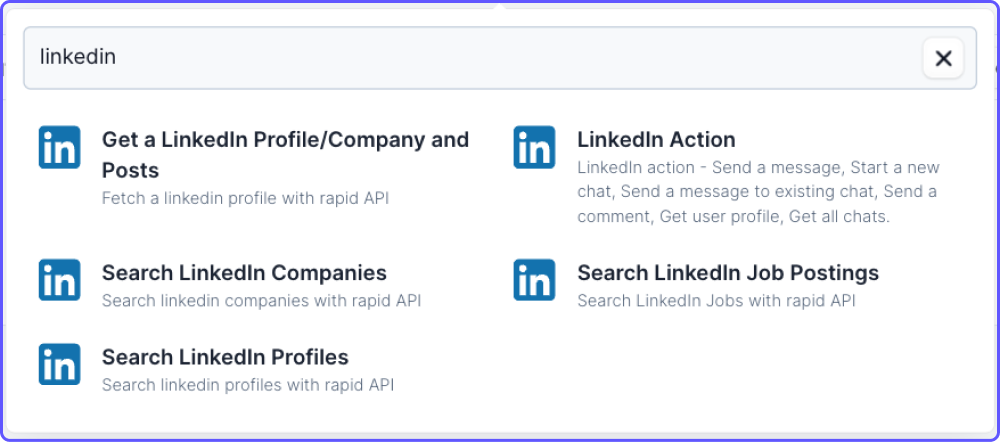 linkedin
Get a LinkedIn Profile/Company and
Posts
Fetch a linkedin profile with rapid API
LinkedIn Action
LinkedIn action - Send a message, Start a new
chat, Send a message to existing chat, Send a
comment, Get user profile, Get all chats.
Search LinkedIn Companies
Search linkedin companies with rapid API
Search LinkedIn Job Postings
Search LinkedIn Jobs with rapid API
Search LinkedIn Profiles
Search linkedin profiles with rapid API